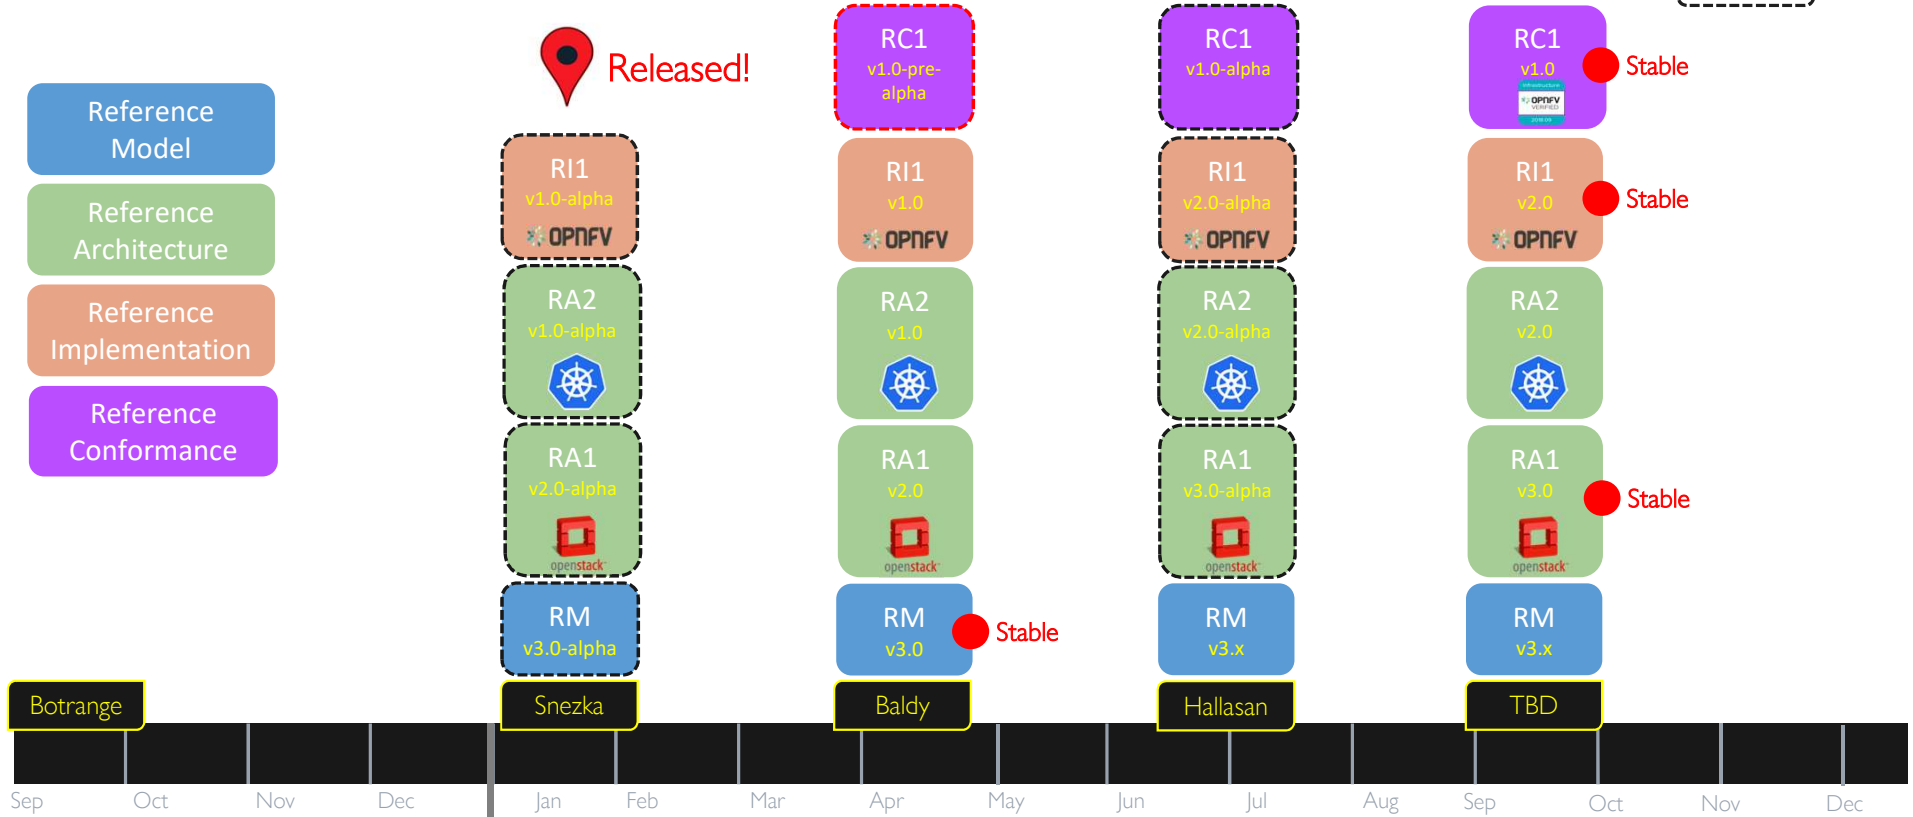 Reference
Model
Reference
Architecture
Reference
Implementation
Reference
Conformance
Released!
RI1
v1.0-alpha
OPNFV
RA2
v1.0-alpha
RA1
v2.0-alpha
openstack
RM
v3.0-alpha
RC1
v1.0-pre-
alpha
RI1
v1.0
OPNFV
RA2
v1.0
RA1
v2.0
openstack
RM
v3.0
Stable
RC1
v1.0-alpha
RI1
v2.0-alpha
OPNFV
RA2
v2.0-alpha
RA1
v3.0-alpha
openstack
RM
v3.x
RC1
v1.0
Infrastructure
OPNFV
VERIFIED
2018.09
Stable
RI1
v2.0
OPNFV
Stable
RA2
v2.0
RA1
v3.0
openstack
Stable
RM
v3.x
Botrange
Snezka
Baldy
Hallasan
TBD
Sep
Oct
Nov
Dec
Jan
Feb
Mar
Apr
May
Jun
Jul
Aug
Sep
Oct
Nov
Dec